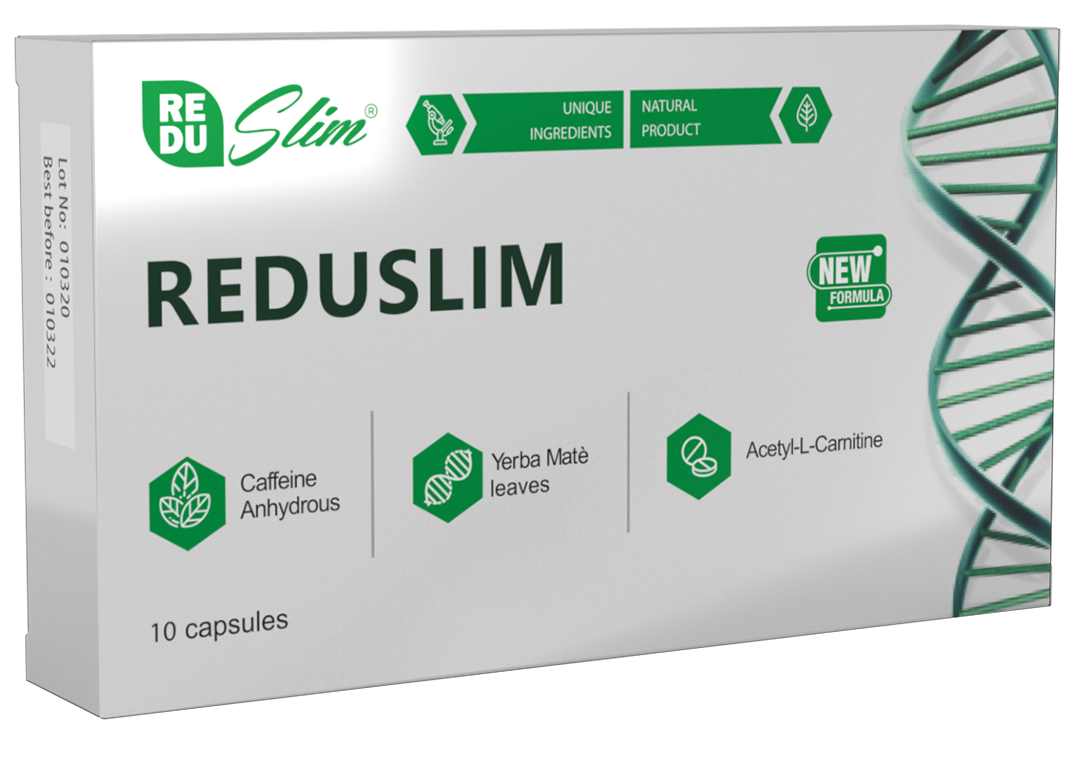 RE
DU
Slim®
UNIQUE
INGREDIENTS
NATURAL
PRODUCT
REDUSLIM
NEW
FORMULA
Caffeine
Anhydrous
Yerba Matè
leaves
Acetyl-L-Carnitine
10 capsules
Lot No: 010320
Best before : 010322